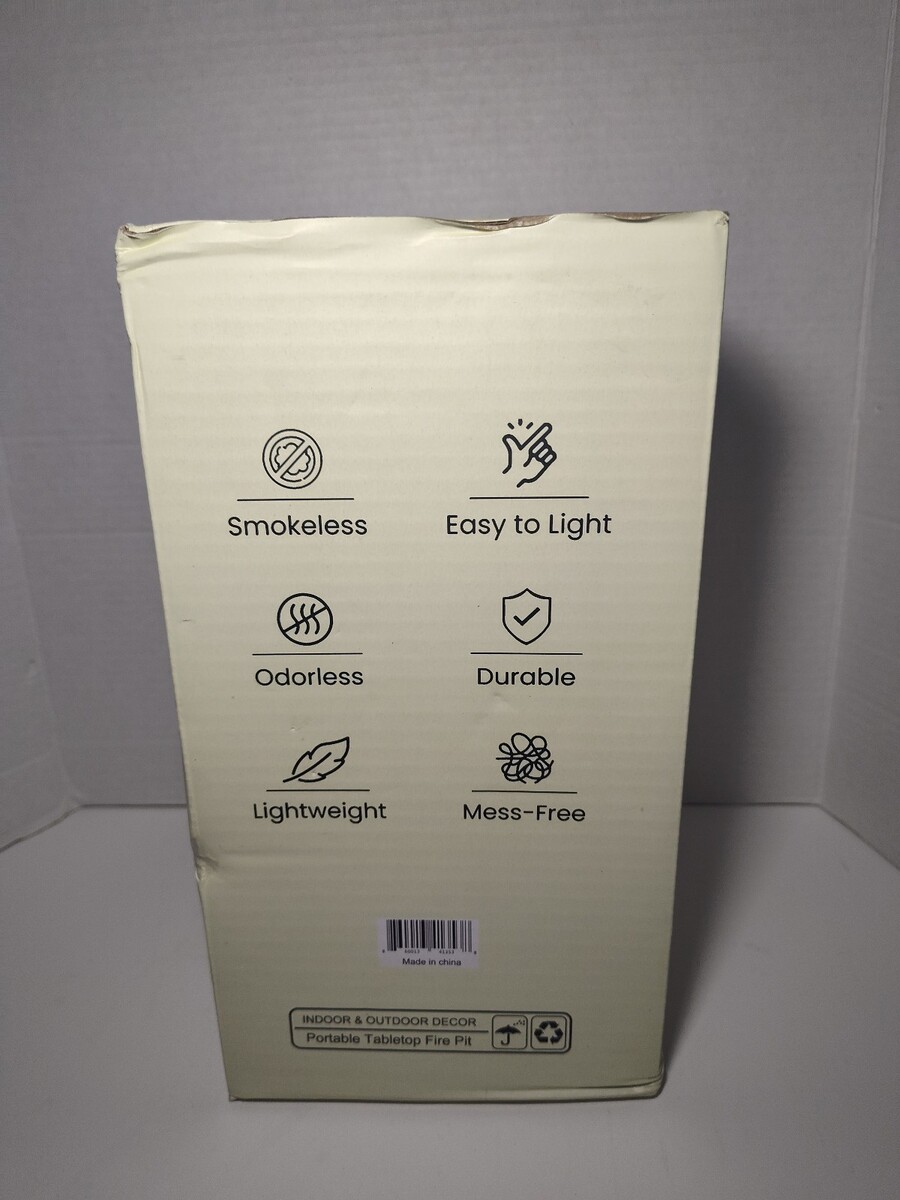 Smokeless
Easy to Light
Odorless
Durable
Lightweight
Mess-Free
Made in china
INDOOR & OUTDOOR DECOR
Portable Tabletop Fire Pit